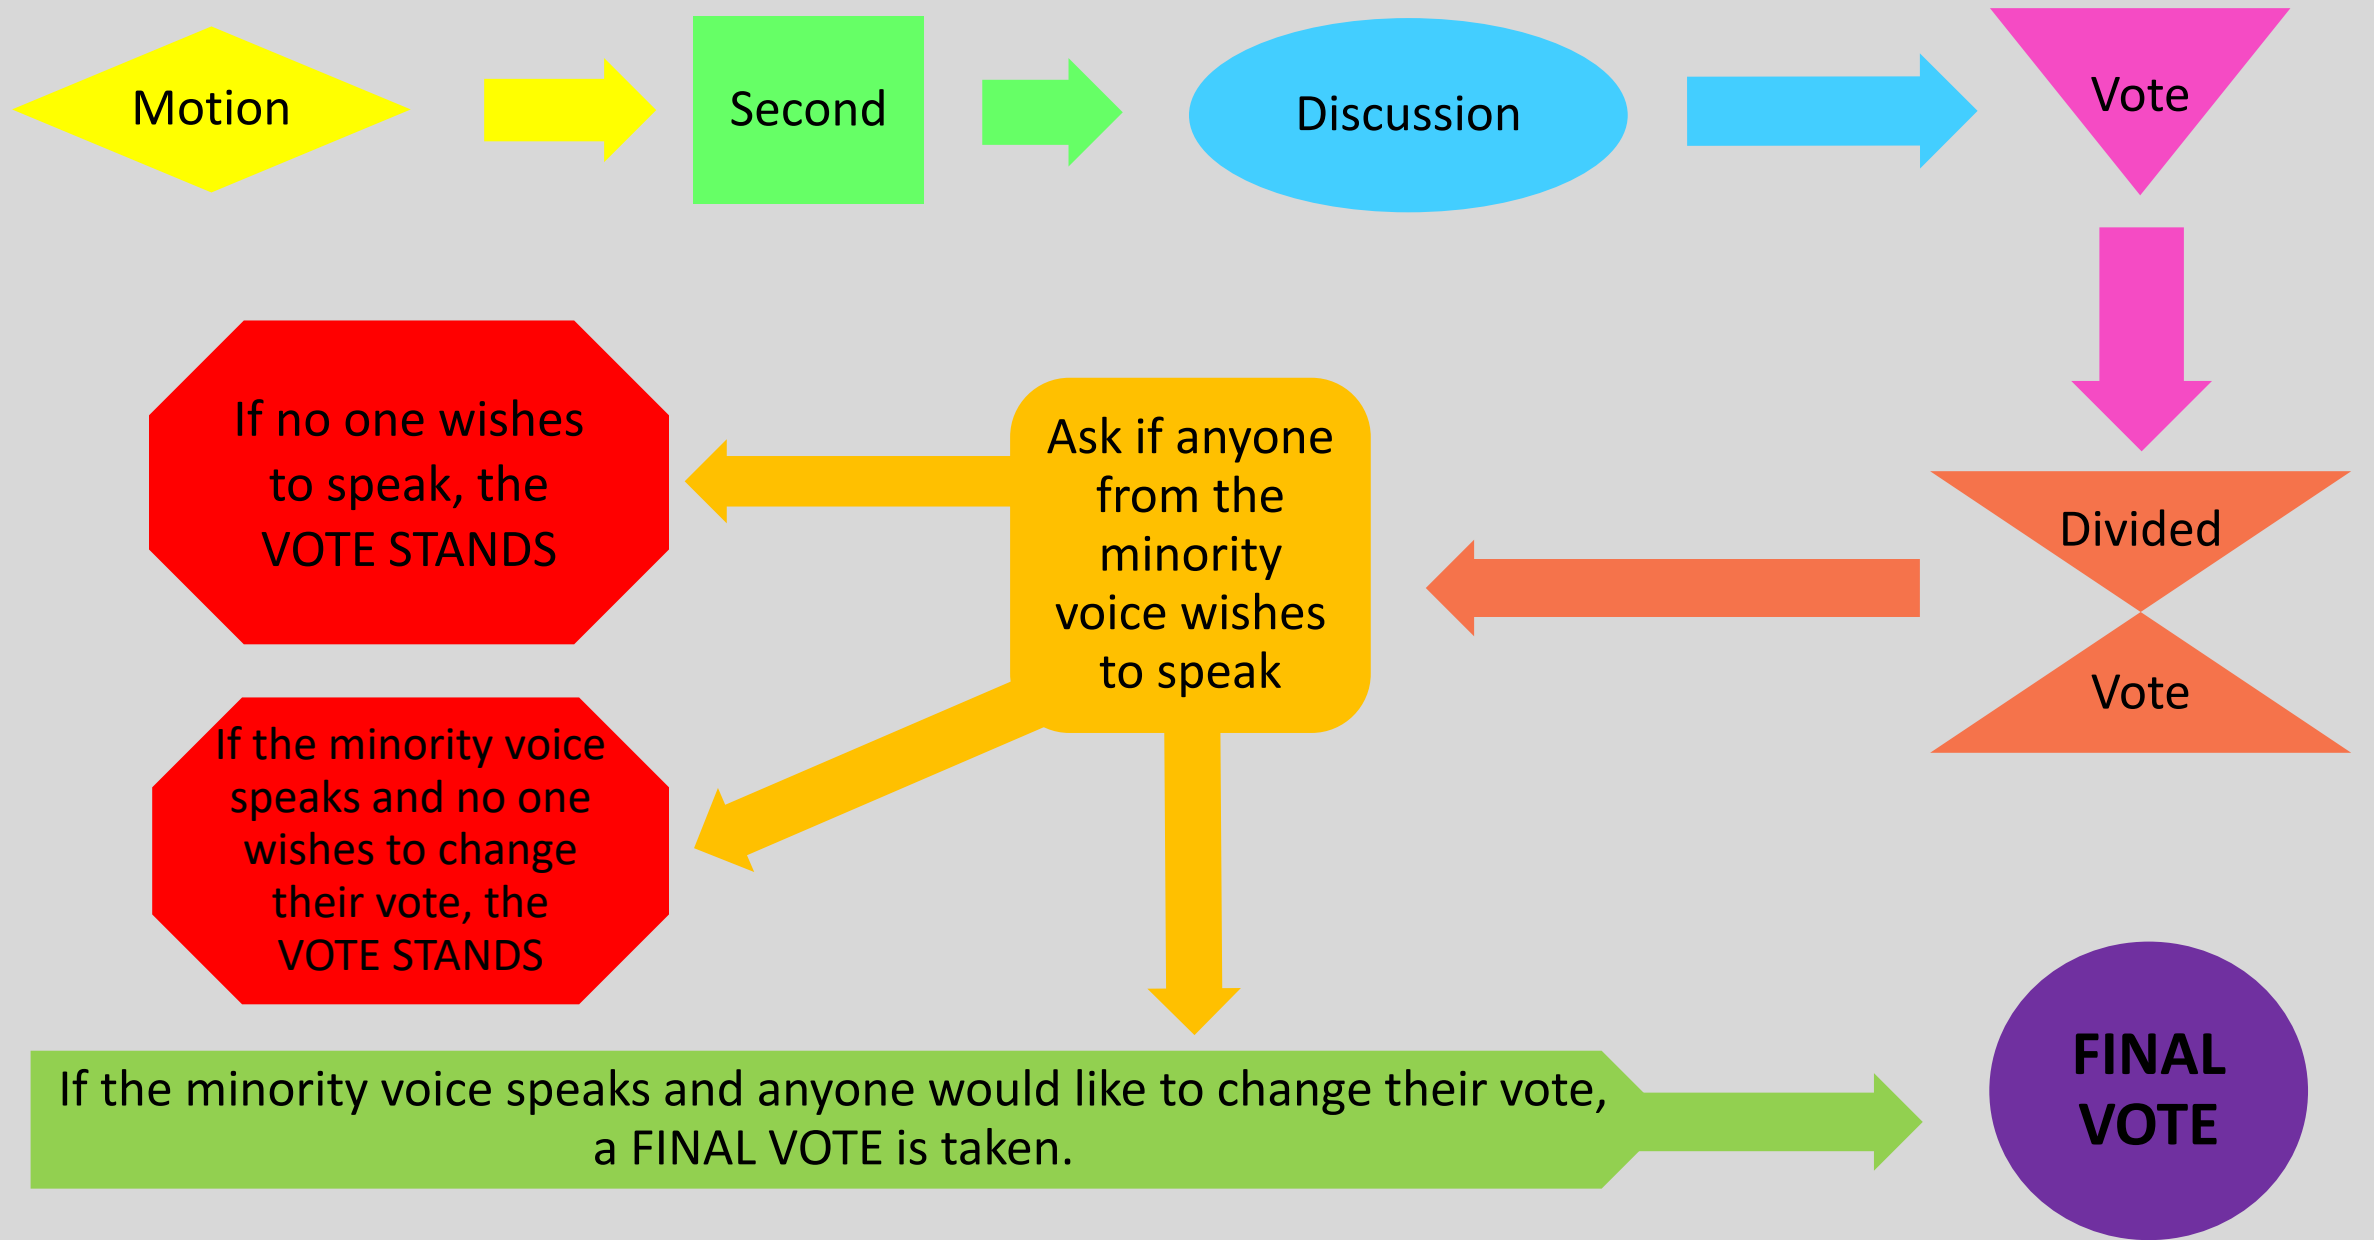 Motion
Second
Discussion
Vote
Divided
Vote
Ask if anyone
from the
minority
voice wishes
to speak
If no one wishes
to speak, the
VOTE STANDS
If the minority voice
speaks and no one
wishes to change
their vote, the
VOTE STANDS
If the minority voice speaks and anyone would like to change their vote,
a FINAL VOTE is taken.
FINAL
VOTE